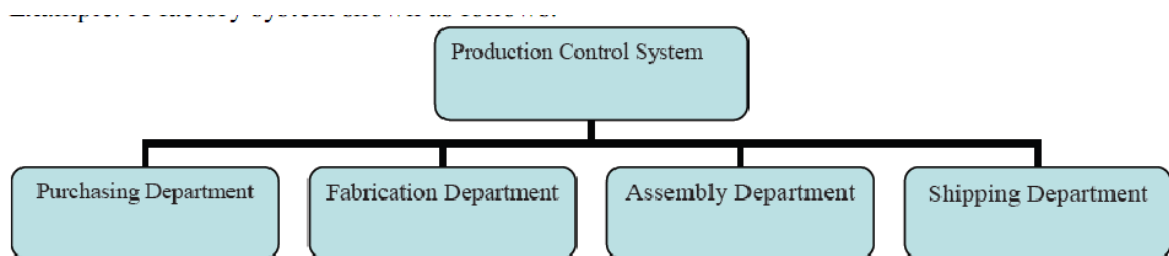 Production Control System
Purchasing Department
Fabrication Department
Assembly Department
Shipping Department